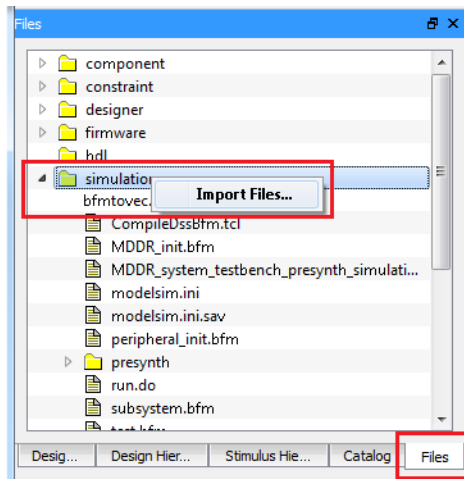 Files
component
constraint
designer
firmware
hdl
simulation
Import Files...
bfmtovec.
CompileDssBfm.tcl
MDDR_init.bfm
MDDR_system_testbench_presynth_simulati...
modelsim.ini
modelsim.ini.sav
peripheral_init.bfm
presynth
run.do
subsystem.bfm
Desig... Design Hier... Stimulus Hie... Catalog Files